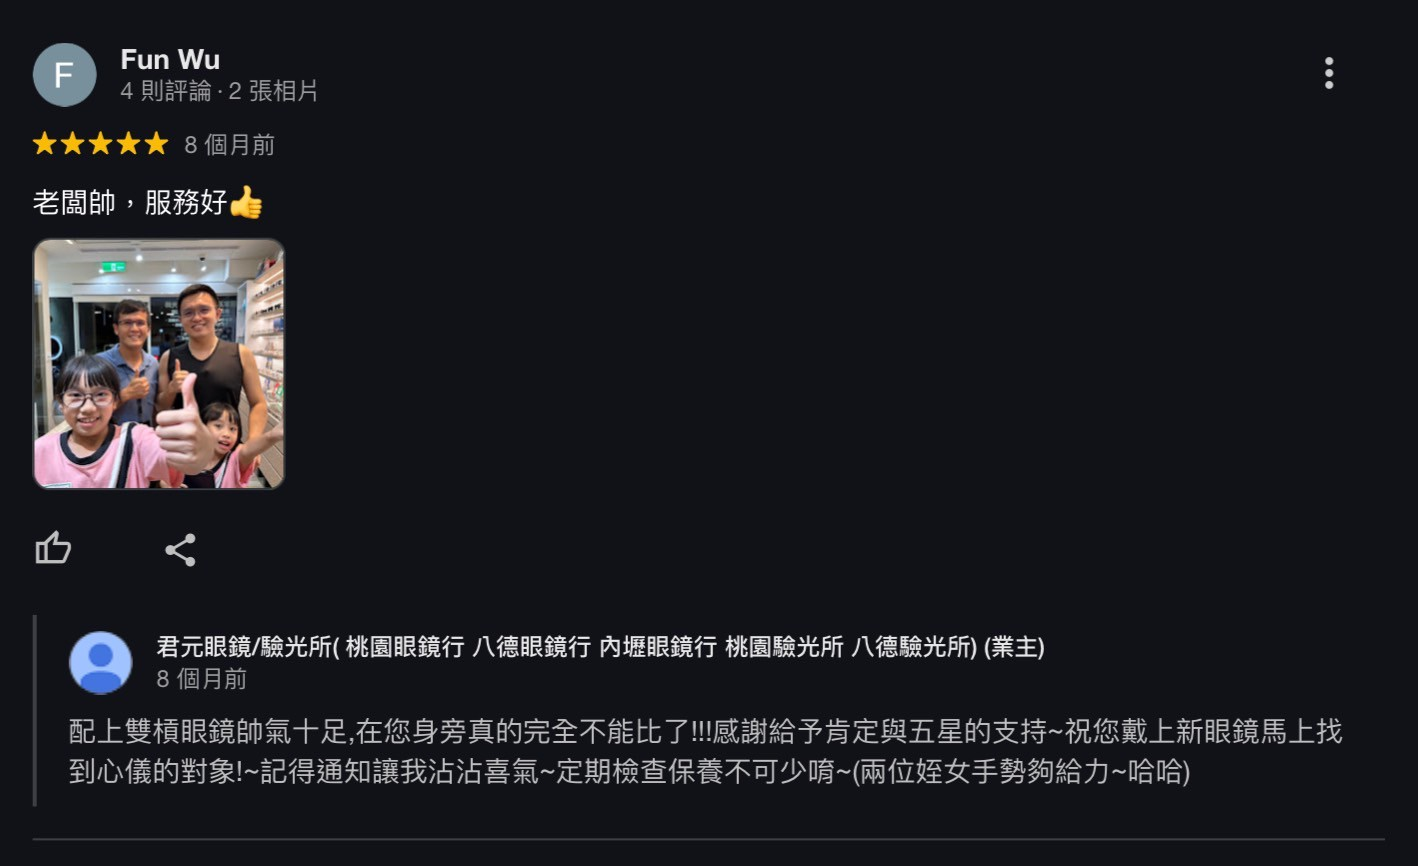 F
Fun Wu
4 則評論 · 2 張相片
8 個月前
老闆帥，服務好👍
君元眼鏡/驗光所( 桃園眼鏡行 八德眼鏡行 內壢眼鏡行 桃園驗光所 八德驗光所) (業主)
8 個月前
配上雙槓眼鏡帥氣十足,在您身旁真的完全不能比了!!!感謝給予肯定與五星的支持~祝您戴上新眼鏡馬上找
到心儀的對象!~記得通知讓我沾沾喜氣~定期檢查保養不可少唷~(兩位姪女手勢夠給力~哈哈)